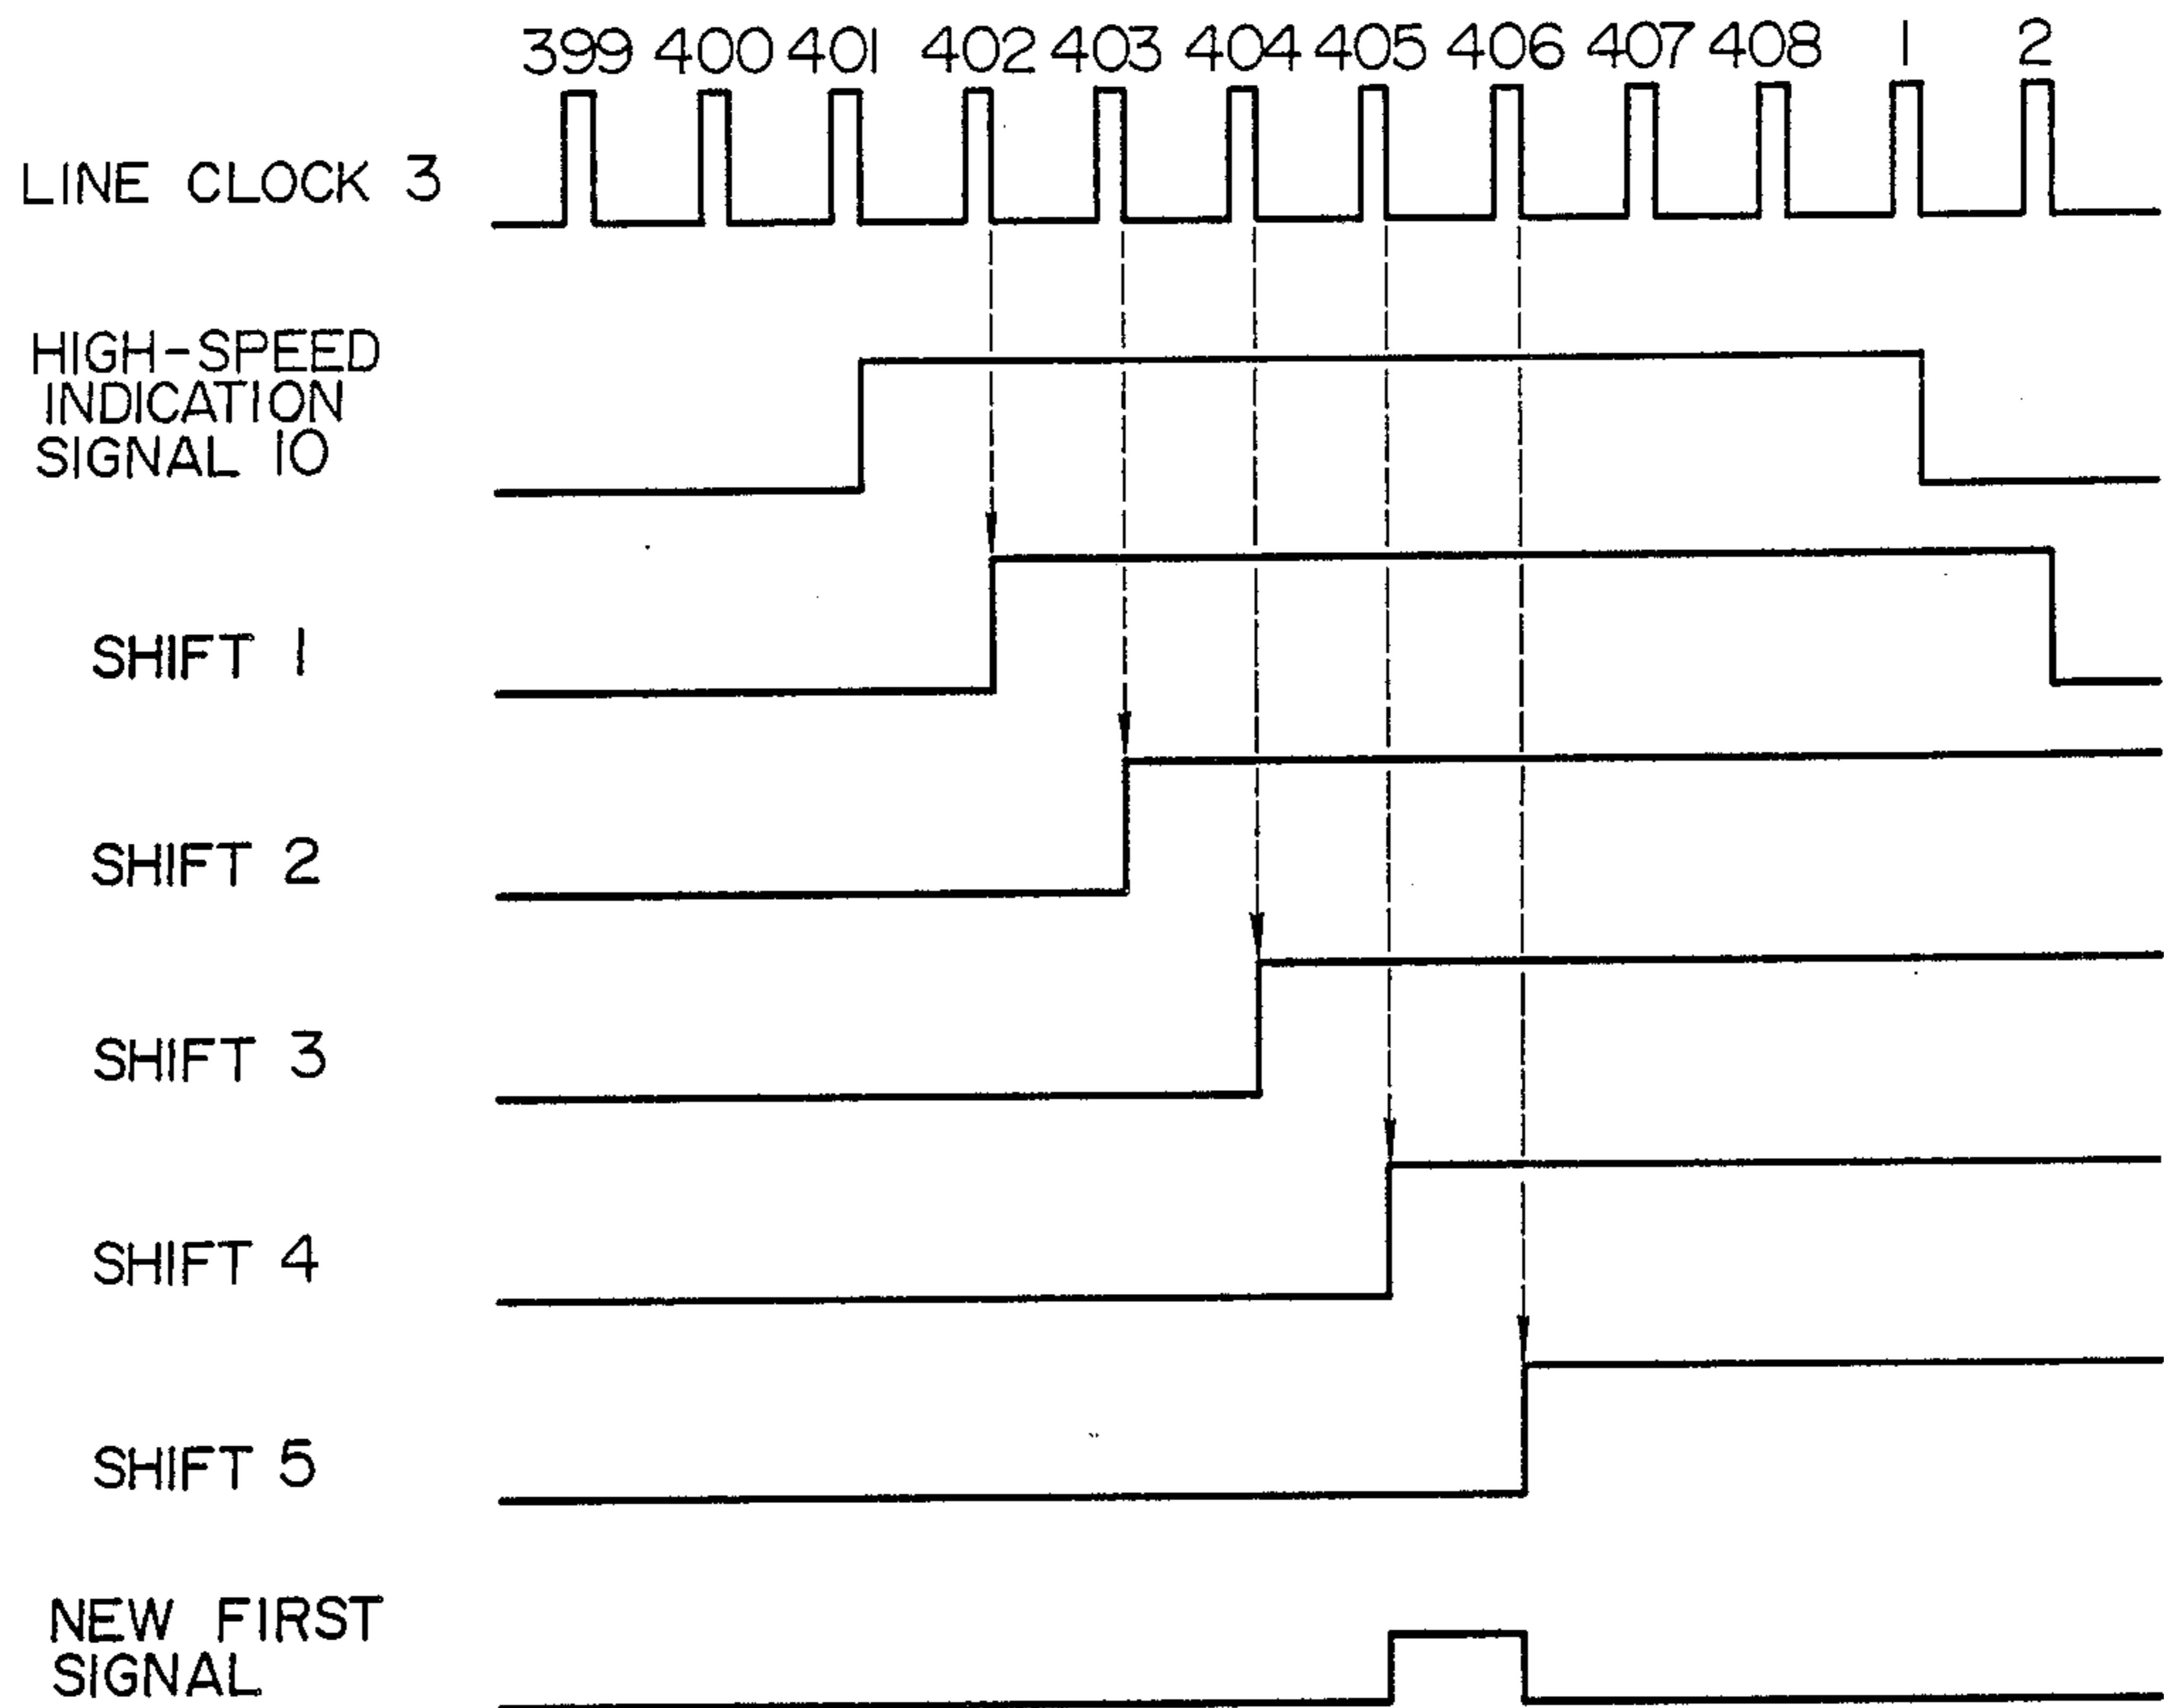 399 400 401 402 403 404 405 406 407 408 1 2
LINE CLOCK 3
HIGH-SPEED
INDICATION
SIGNAL 10
SHIFT 1
SHIFT 2
SHIFT 3
SHIFT 4
SHIFT 5
NEW FIRST
SIGNAL